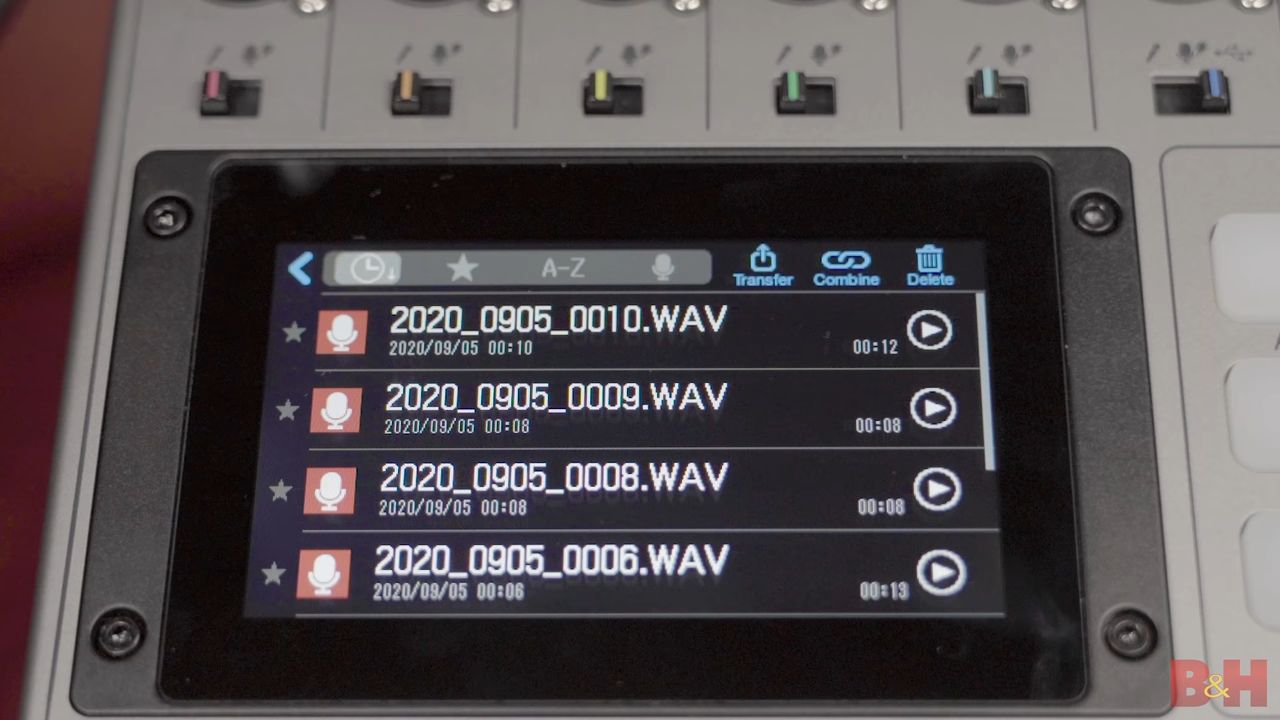 A-Z
Transfer Combine Delete
2020_0905_0010.WAV
2020/09/05 00:10
00:12
2020_0905_0009.WAV
2020/09/05 00:08
00:08
2020_0905_0008.WAV
2020/09/05 00:08
00:08
2020_0905_0006.WAV
2020/09/05 00:06
00:13
B&H